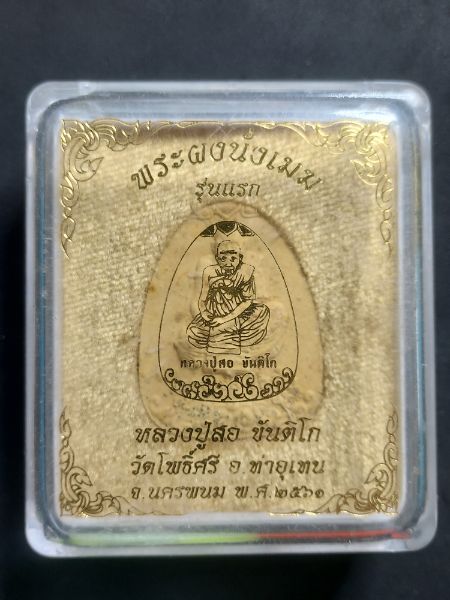 พระผงนั่งเมฆ
รุ่นแรก
หลวงปู่สอ ขันติโก
หลวงปู่สอ ขันติโก
วัดโพธิ์ศรี อ.ท่าอุเทน
จ.นครพนม พ.ศ.๒๕๖๑